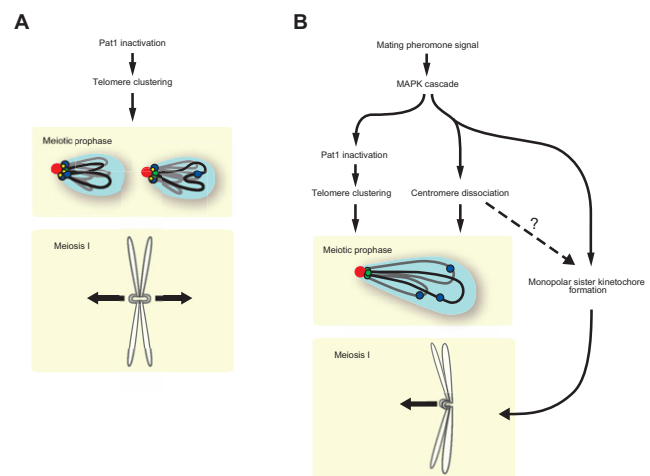 A
Pat1 inactivation
Telomere clustering
Meiotic prophase
Meiosis I
B
Mating pheromone signal
MAPK cascade
Pat1 inactivation
Telomere clustering
Centromere dissociation
?
Meiotic prophase
Monopolar sister kinetochore
formation
Meiosis I